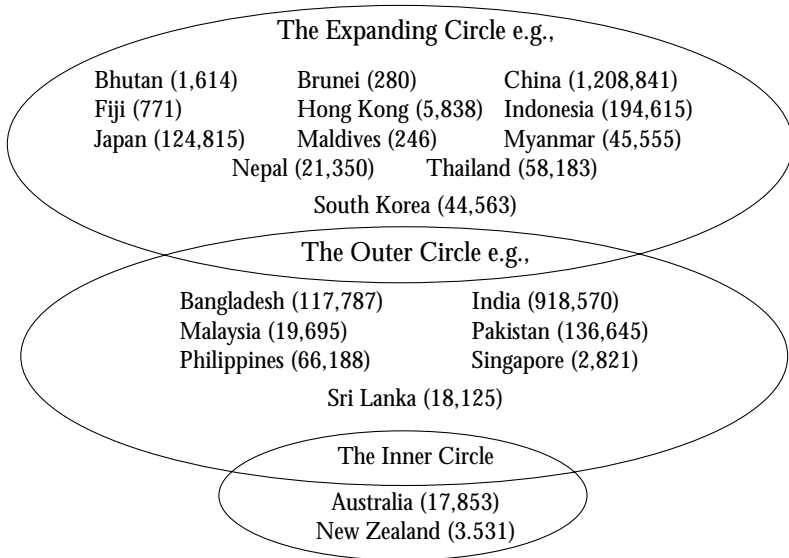 The Expanding Circle e.g.,
Bhutan (1,614) Brunei (280) China (1,208,841)
Fiji (771) Hong Kong (5,838) Indonesia (194,615)
Japan (124,815) Maldives (246) Myanmar (45,555)
Nepal (21,350) Thailand (58,183)
South Korea (44,563)
The Outer Circle e.g.,
Bangladesh (117,787) India (918,570)
Malaysia (19,695) Pakistan (136,645)
Philippines (66,188) Singapore (2,821)
Sri Lanka (18,125)
The Inner Circle
Australia (17,853)
New Zealand (3.531)